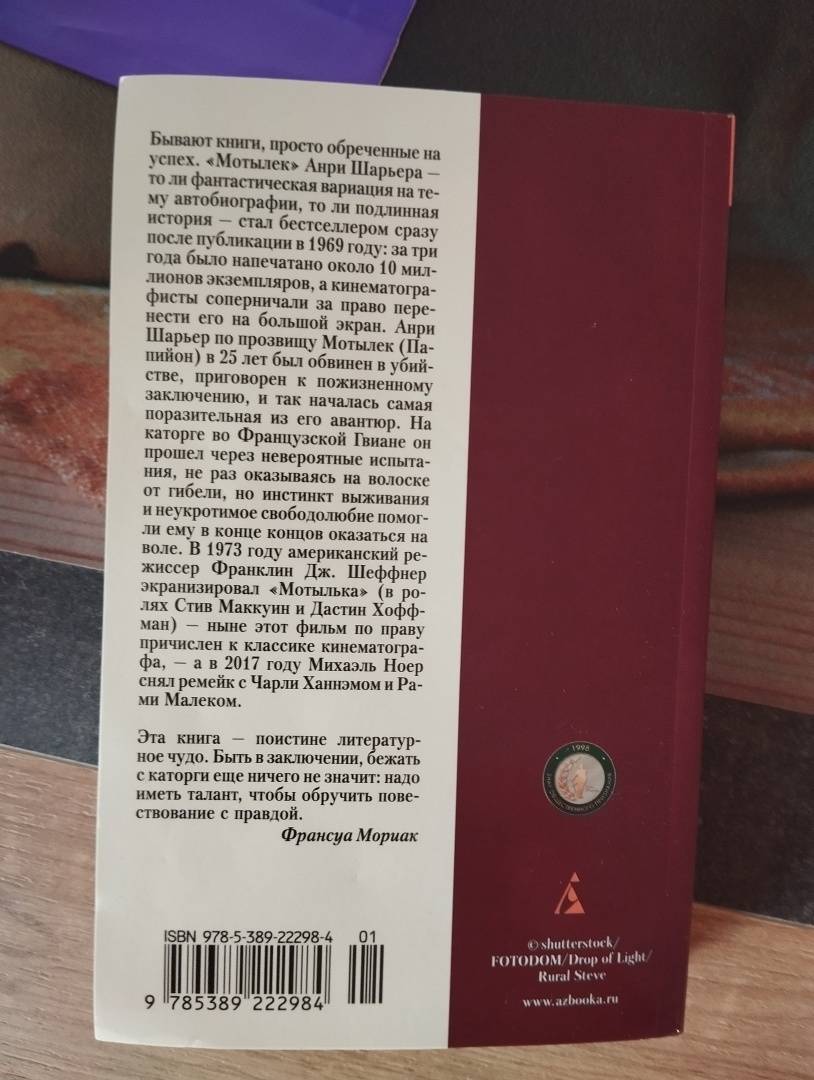 Бывают книги, просто обреченные на
успех. «Мотылек» Анри Шарьера —
то ли фантастическая вариация на те-
му автобиографии, то ли подлинная
история — стал бестселлером сразу
после публикации в 1969 году: за три
года было напечатано около 10 мил-
лионов экземпляров, а кинематогра-
фисты соперничали за право пере-
нести его на большой экран. Анри
Шарьер по прозвищу Мотылек (Па-
пийон) в 25 лет был обвинен в убий-
стве, приговорен к пожизненному
заключению, и так началась самая
поразительная из его авантюр. На
каторге во Французской Гвиане он
прошел через невероятные испыта-
ния, не раз оказываясь на волоске
от гибели, но инстинкт выживания
и неукротимое свободолюбие помог-
ли ему в конце концов оказаться на
воле. В 1973 году американский ре-
жиссер Франклин Дж. Шеффнер
экранизировал «Мотылька» (в ро-
лях Стив Маккуин и Дастин Хофф-
ман) — ныне этот фильм по праву
причислен к классике кинематогра-
фа, — а в 2017 году Михаэль Ноер
снял ремейк с Чарли Ханнэмом и Ра-
ми Малеком.
Эта книга — поистине литератур-
ное чудо. Быть в заключении, бежать
с каторги еще ничего не значит: надо
иметь талант, чтобы обручить пове-
ствование с правдой.
Франсуа Мориак
ISBN 978-5-389-22298-4 01
9 785389 222984
1998
ЗНАК ОБЩЕСТВЕННОГО ПРИЗНАНИЯ
© shutterstock/
FOTODOM/Drop of Light/
Rural Steve
www.azbooka.ru